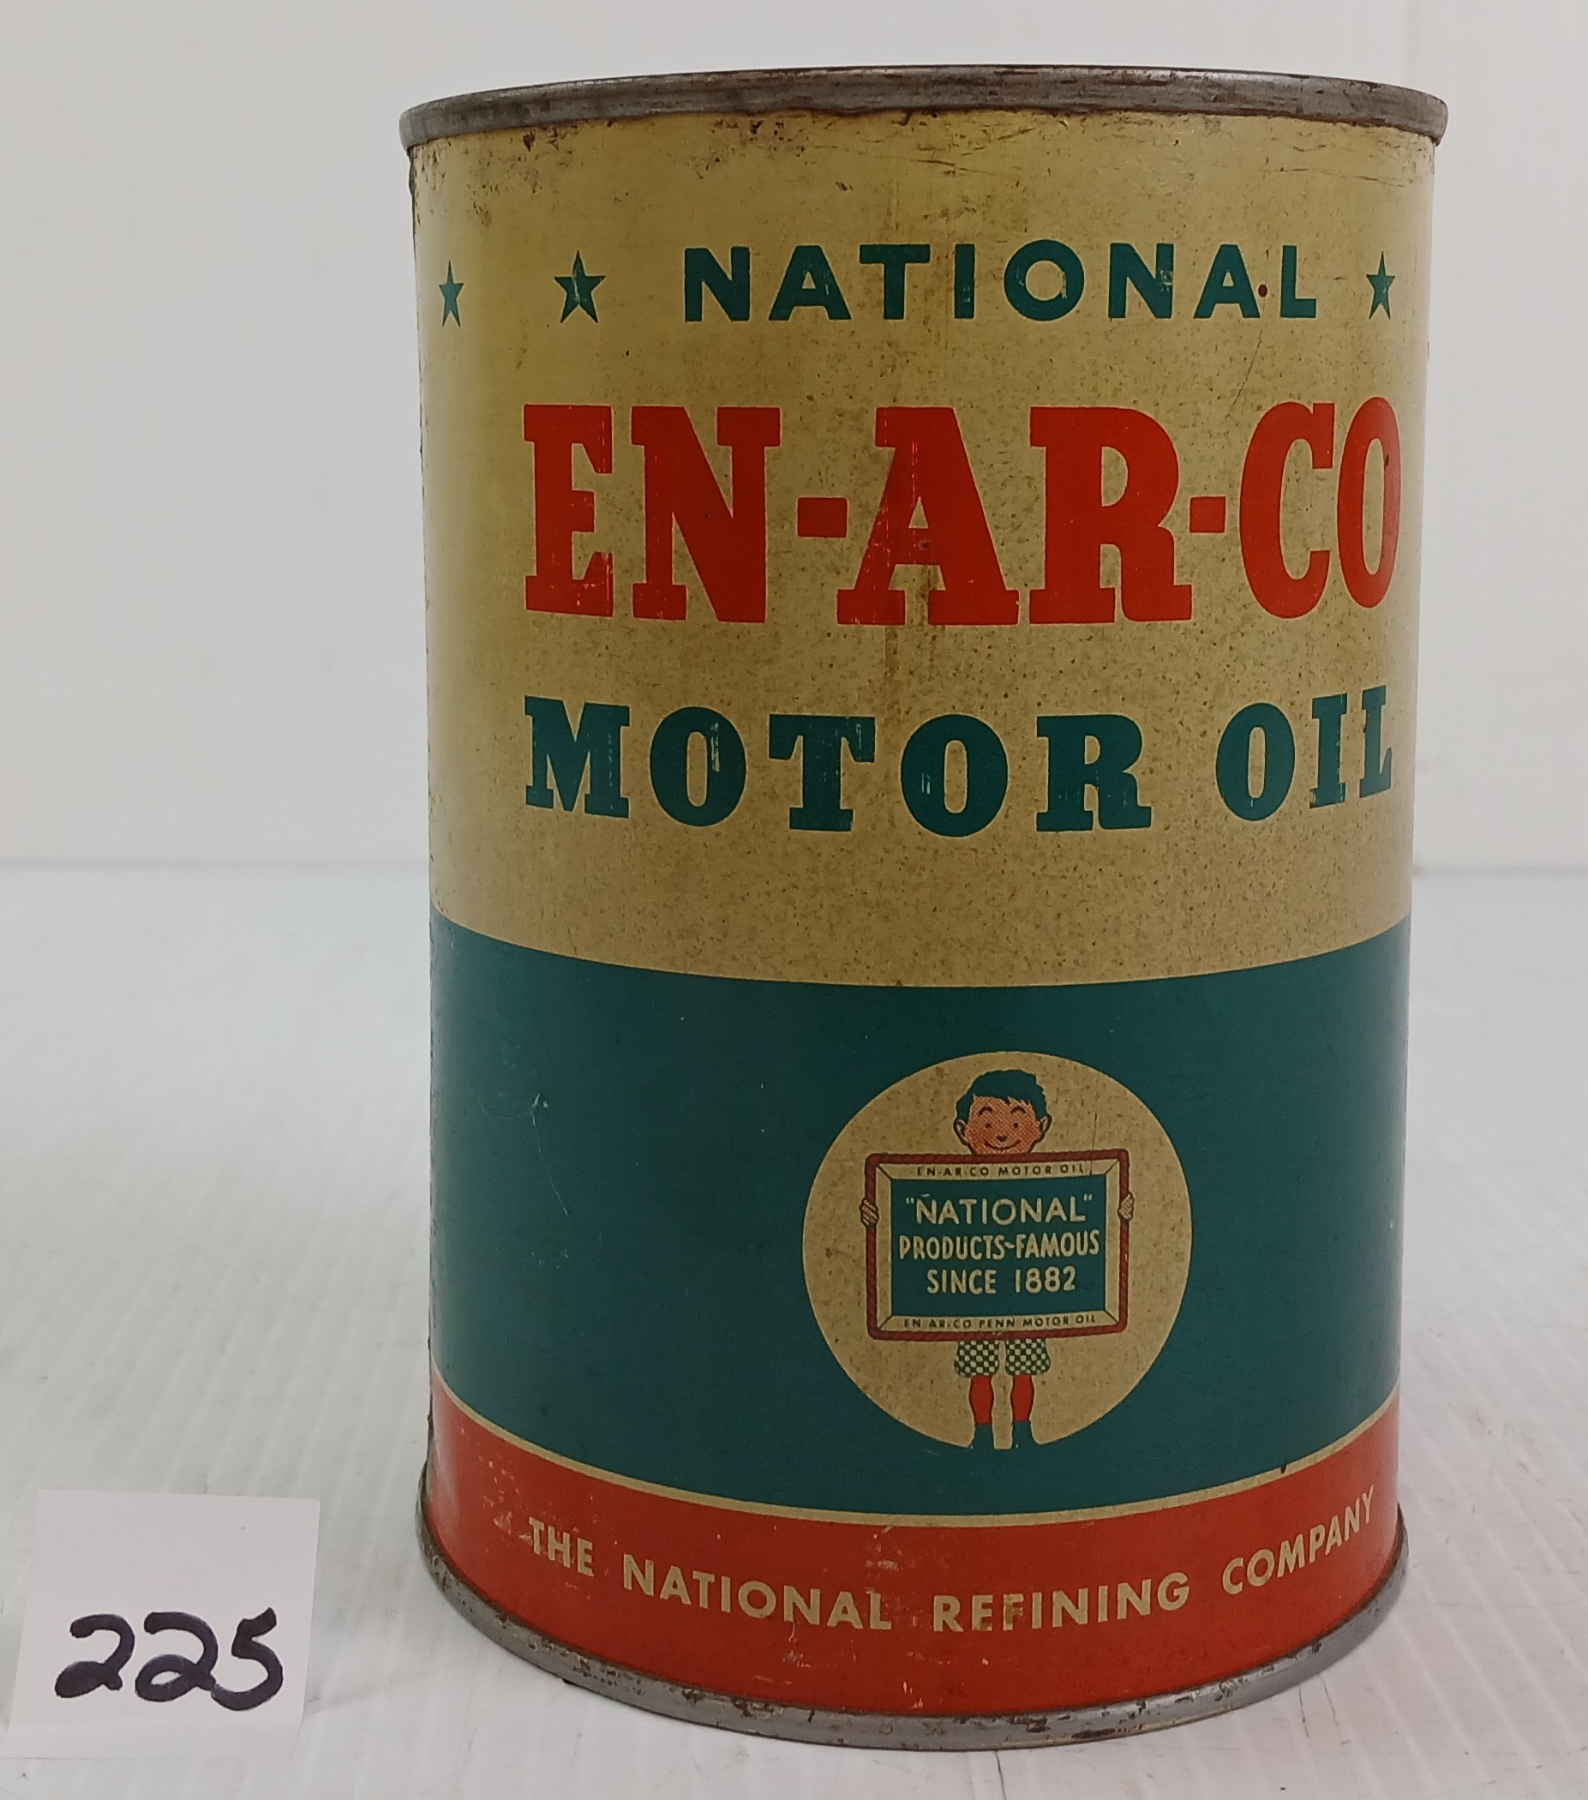 NATIONAL
EN-AR-CO
MOTOR OIL
EN-AR-CO MOTOR OIL
"NATIONAL"
PRODUCTS~FAMOUS
SINCE 1882
EN-AR-CO PENN MOTOR OIL
THE NATIONAL REFINING COMPANY
225